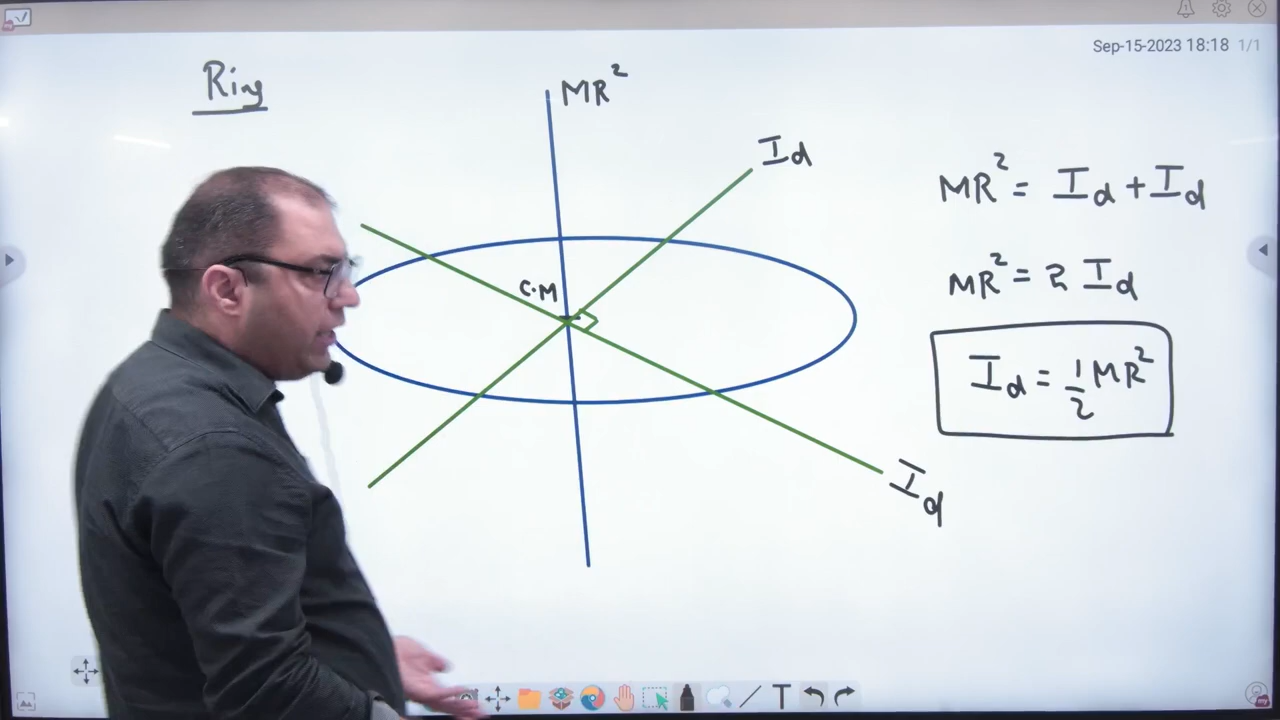 Sep-15-2023 18:18 1/1
Ring
MR²
Id
C.M
Id
MR² = Id + Id
MR² = 2 Id
Id = 1/2 MR²
T